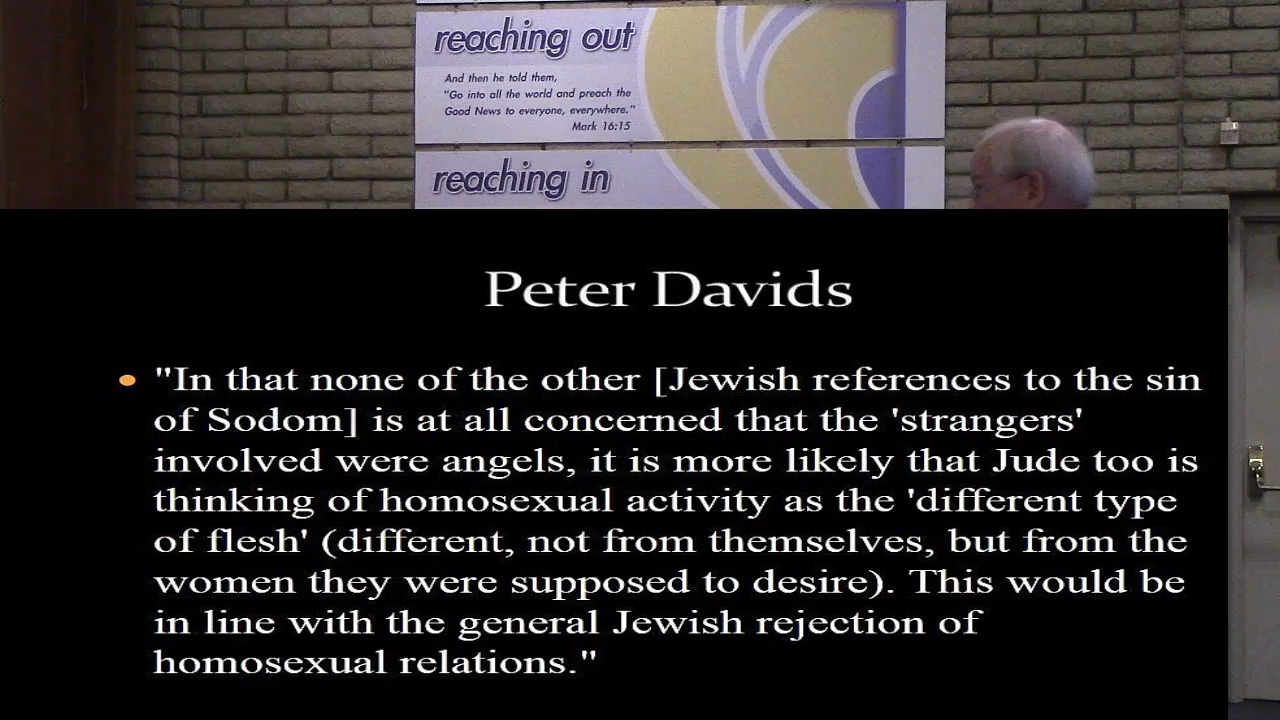 reaching out
And then he told them,
"Go into all the world and preach the
Good News to everyone, everywhere."
Mark 16:15
reaching in
Peter Davids
• "In that none of the other [Jewish references to the sin
of Sodom] is at all concerned that the 'strangers'
involved were angels, it is more likely that Jude too is
thinking of homosexual activity as the 'different type
of flesh' (different, not from themselves, but from the
women they were supposed to desire). This would be
in line with the general Jewish rejection of
homosexual relations."